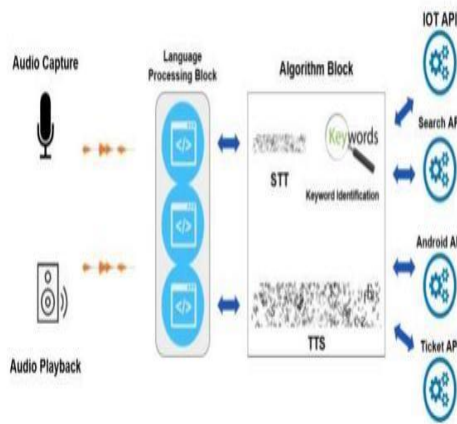 IOT API
Audio Capture
Language
Processing Block
Algorithm Block
Search AP
</>
Keywords
STT
Keyword Identification
</>
Android A
</>
TTS
Audio Playback
Ticket AP